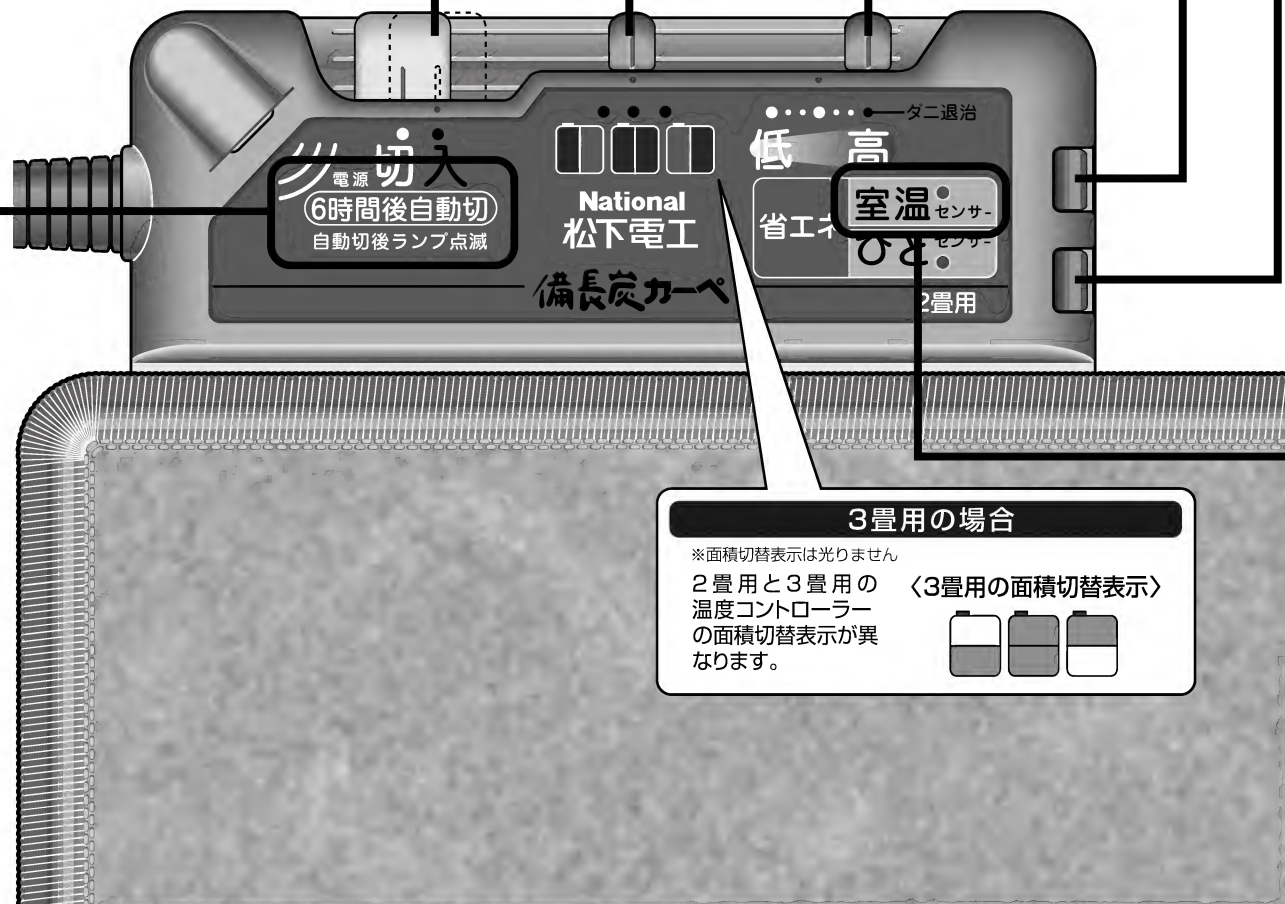 ダニ退治
電源 切 入
6時間後自動切
自動切後ランプ点滅
National
松下電工
低 高
省エネ
室温 センサー
ひと センサー
備長炭カーペ
2畳用
3畳用の場合
※面積切替表示は光りません
2畳用と3畳用の
温度コントローラー
の面積切替表示が異
なります。
〈3畳用の面積切替表示〉